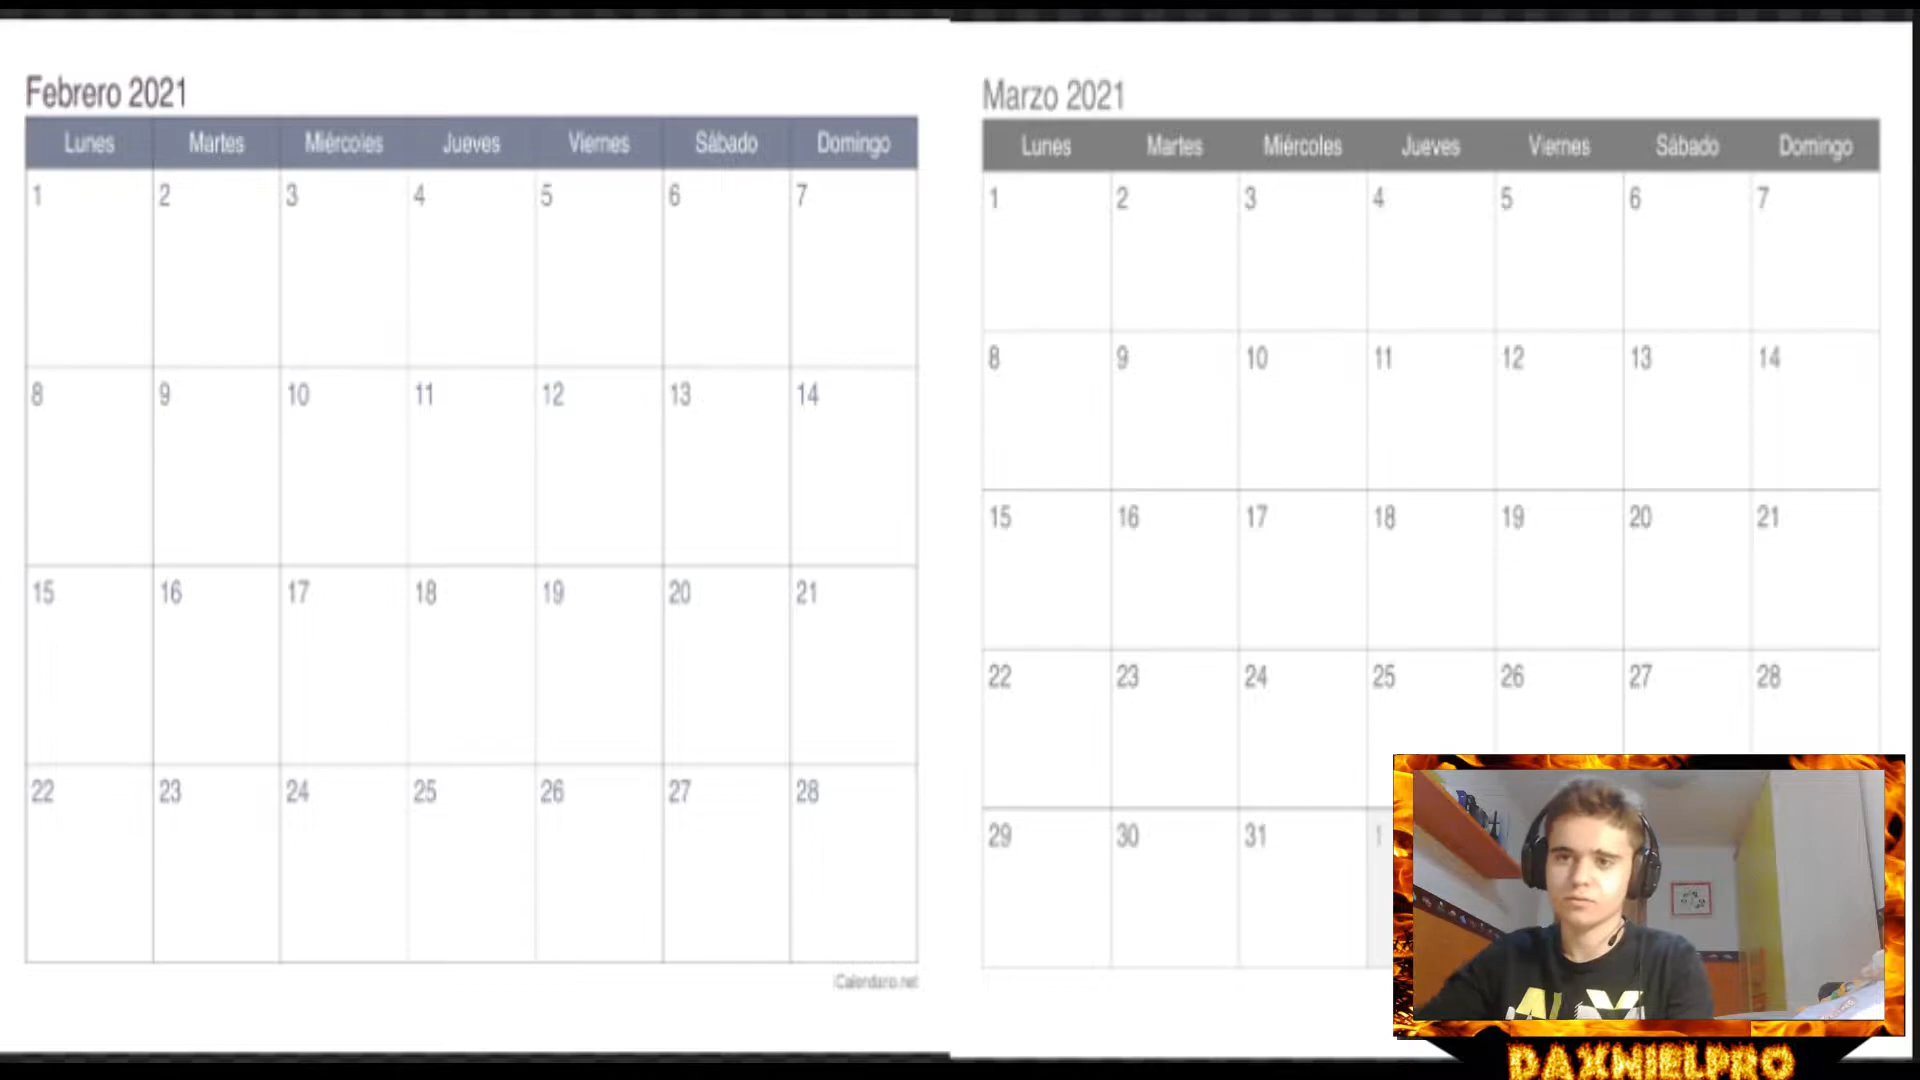 Febrero 2021
Lunes Martes Miércoles Jueves Viernes Sábado Domingo
1 2 3 4 5 6 7
8 9 10 11 12 13 14
15 16 17 18 19 20 21
22 23 24 25 26 27 28
iCalendario.net
Marzo 2021
Lunes Martes Miércoles Jueves Viernes Sábado Domingo
1 2 3 4 5 6 7
8 9 10 11 12 13 14
15 16 17 18 19 20 21
22 23 24 25 26 27 28
29 30 31 1
DAXNIELPRO